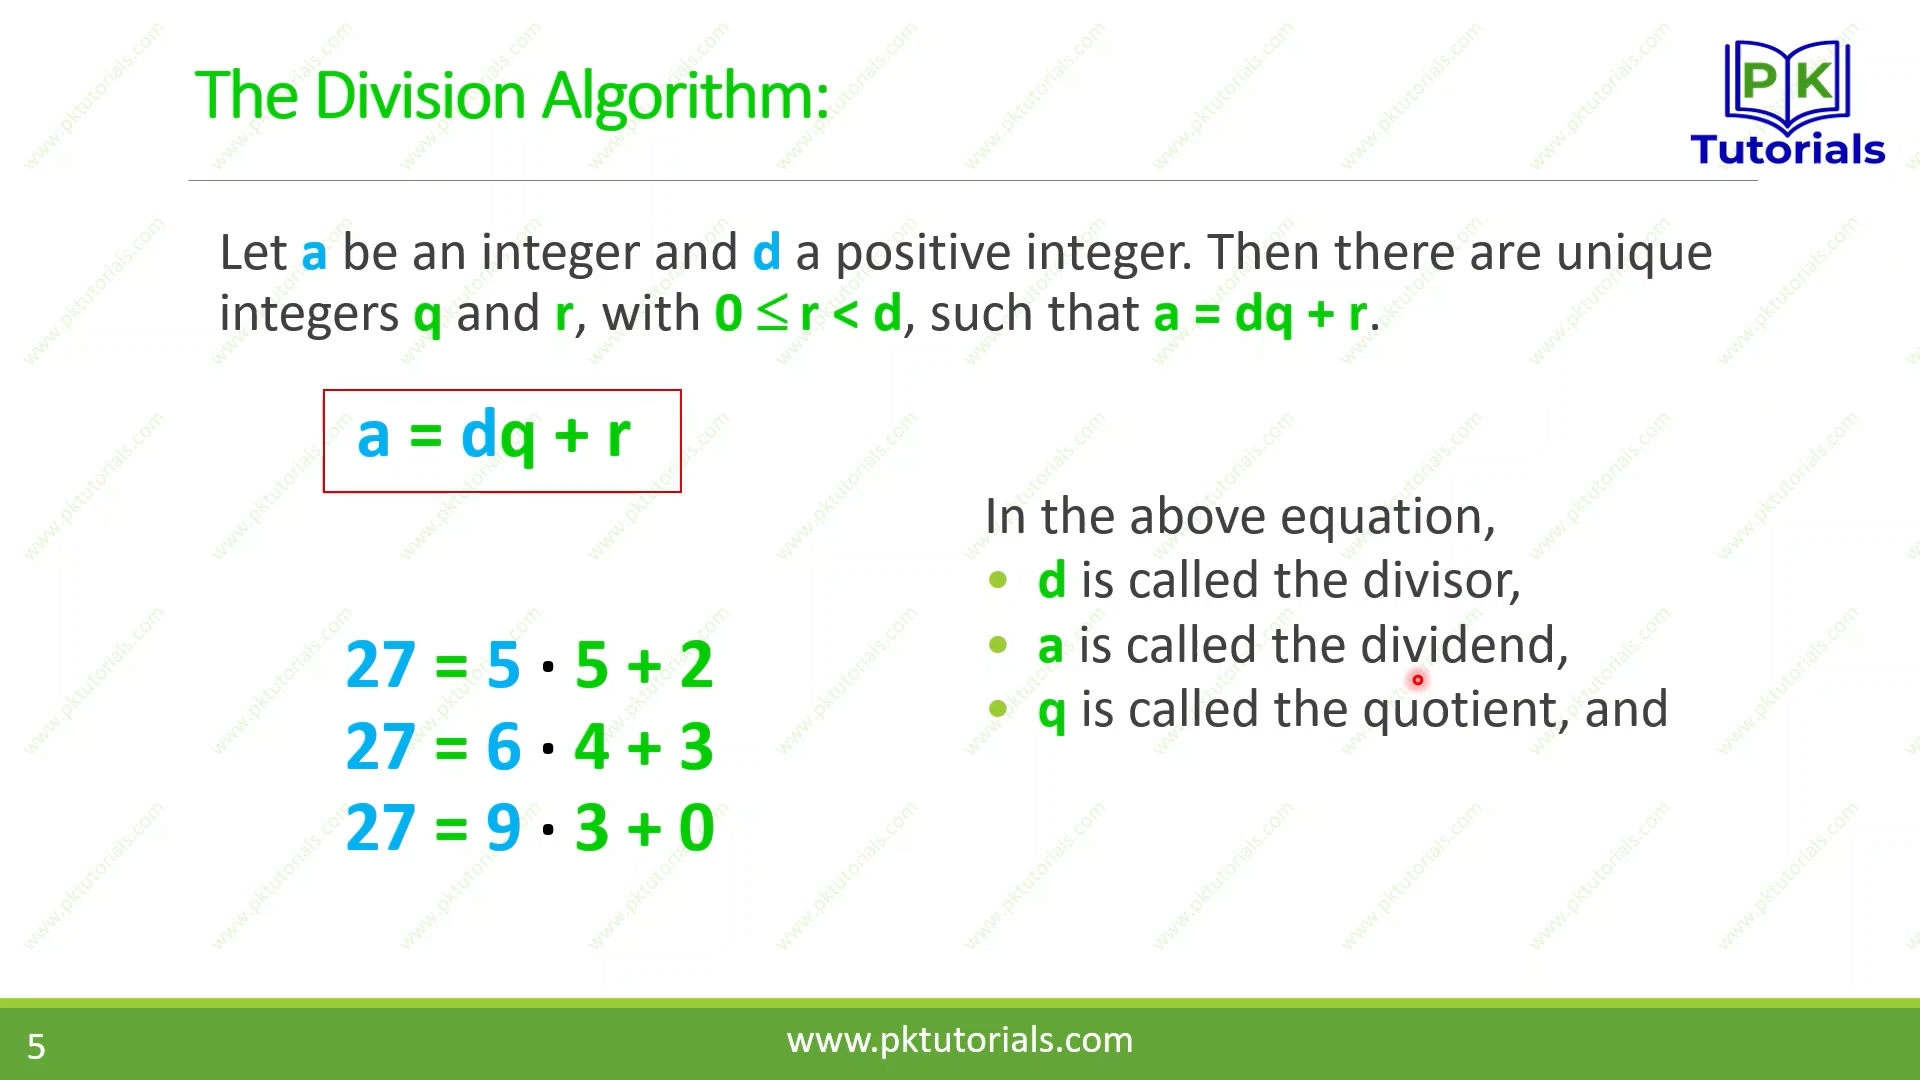 The Division Algorithm:
PK
Tutorials
Let a be an integer and d a positive integer. Then there are unique
integers q and r, with 0 ≤ r < d, such that a = dq + r.
a = dq + r
27 = 5 · 5 + 2
27 = 6 · 4 + 3
27 = 9 · 3 + 0
In the above equation,
• d is called the divisor,
• a is called the dividend,
• q is called the quotient, and
5
www.pktutorials.com